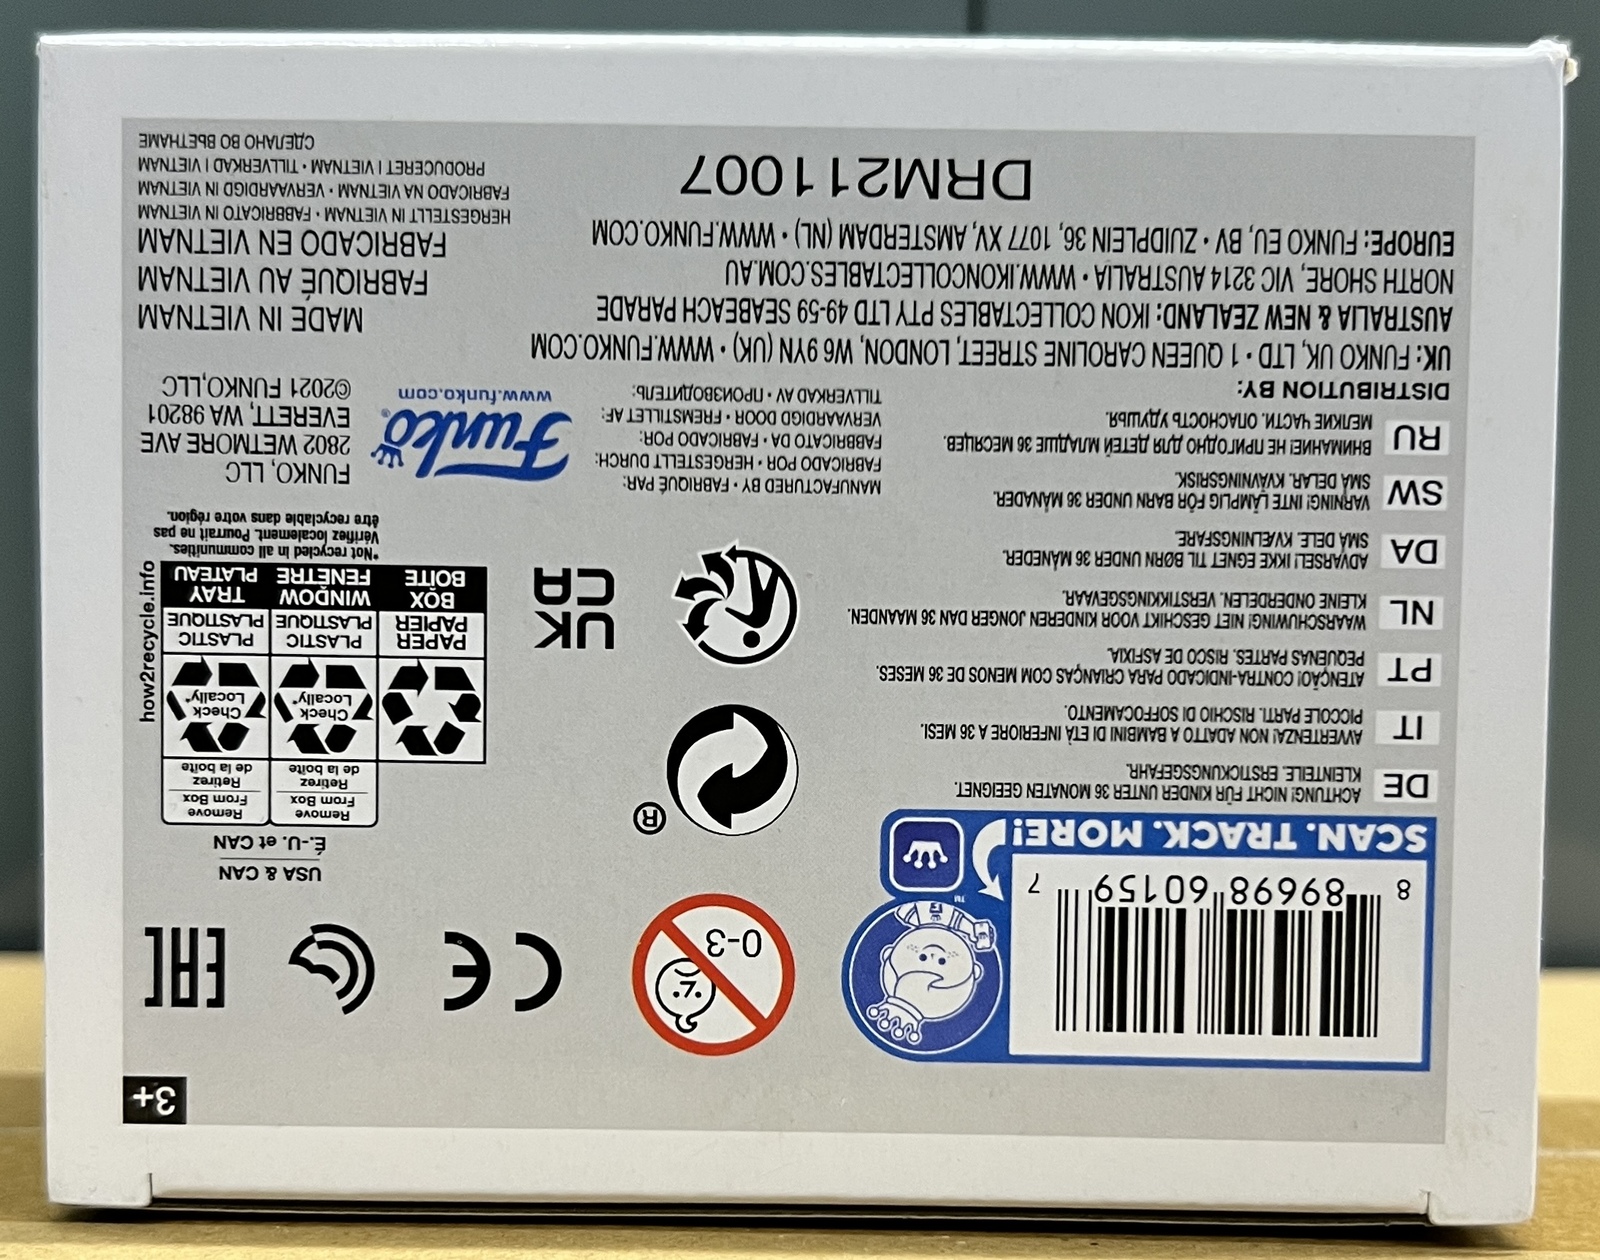 3+
8 89698 60159 7
SCAN. TRACK. MORE!
™
DE
ACHTUNG! NICHT FÜR KINDER UNTER 36 MONATEN GEEIGNET.
KLEINTEILE. ERSTICKUNGSGEFAHR.
IT
AVVERTENZA! NON ADATTO A BAMBINI DI ETÀ INFERIORE A 36 MESI.
PICCOLE PARTI. RISCHIO DI SOFFOCAMENTO.
PT
ATENÇÃO! CONTRA-INDICADO PARA CRIANÇAS COM MENOS DE 36 MESES.
PEQUENAS PARTES. RISCO DE ASFIXIA.
NL
WAARSCHUWING! NIET GESCHIKT VOOR KINDEREN JONGER DAN 36 MAANDEN.
KLEINE ONDERDELEN. VERSTIKKINGSGEVAAR.
DA
ADVARSEL! IKKE EGNET TIL BØRN UNDER 36 MÅNEDER.
SMÅ DELE. KVELNINGSFARE.
SW
VARNING! INTE LÄMPLIG FÖR BARN UNDER 36 MÅNADER.
SMÅ DELAR. KVÄVNINGSRISK.
RU
ВНИМАНИЕ! НЕ ПРИГОДНО ДЛЯ ДЕТЕЙ МЛАДШЕ 36 МЕСЯЦЕВ.
МЕЛКИЕ ЧАСТИ. ОПАСНОСТЬ УДУШЬЯ.
0-3
CE
EAC
®
UK
CA
USA & CAN
É.-U. et CAN
Remove
From Box
Retirez
de la boîte
Remove
From Box
Retirez
de la boîte
Check
Locally*
Check
Locally*
PAPER
PAPIER
PLASTIC
PLASTIQUE
PLASTIC
PLASTIQUE
BOX
BOÎTE
WINDOW
FENÊTRE
TRAY
PLATEAU
how2recycle.info
*Not recycled in all communities.
Vérifiez localement. Pourrait ne pas
être recyclable dans votre région.
MANUFACTURED BY • FABRIQUÉ PAR:
FABRICADO POR • HERGESTELLT DURCH:
FABBRICATO DA • FABRICADO POR:
VERVAARDIGD DOOR • FREMSTILLET AF:
TILLVERKAD AV • ПРОИЗВОДИТЕЛЬ:
Funko®
www.funko.com
FUNKO, LLC
2802 WETMORE AVE
EVERETT, WA 98201
©2021 FUNKO,LLC
DISTRIBUTION BY:
UK: FUNKO UK, LTD • 1 QUEEN CAROLINE STREET, LONDON, W6 9YN (UK) • WWW.FUNKO.COM
AUSTRALIA & NEW ZEALAND: IKON COLLECTABLES PTY LTD 49-59 SEABEACH PARADE
NORTH SHORE, VIC 3214 AUSTRALIA • WWW.IKONCOLLECTABLES.COM.AU
EUROPE: FUNKO EU, BV • ZUIDPLEIN 36, 1077 XV, AMSTERDAM (NL) • WWW.FUNKO.COM
DRM211007
MADE IN VIETNAM
FABRIQUÉ AU VIETNAM
FABRICADO EN VIETNAM
HERGESTELLT IN VIETNAM • FABBRICATO IN VIETNAM
FABRICADO NA VIETNAM • VERVAARDIGD IN VIETNAM
PRODUCERET I VIETNAM • TILLVERKAD I VIETNAM
СДЕЛАНО ВО ВЬЕТНАМЕ